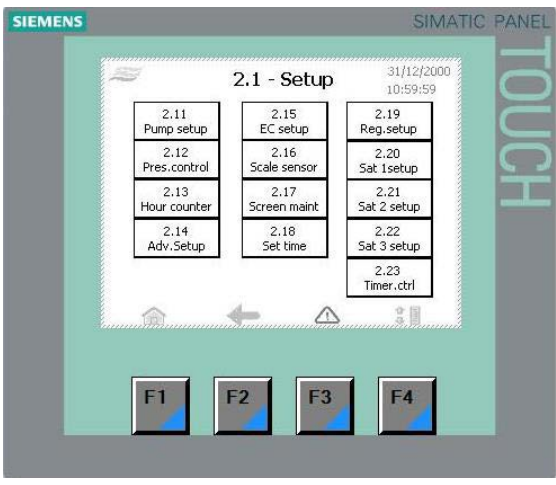 SIEMENS
SIMATIC PANEL
TOUCH
2.1 - Setup
31/12/2000
10:59:59
2.11
Pump setup
2.12
Pres.control
2.13
Hour counter
2.14
Adv.Setup
2.15
EC setup
2.16
Scale sensor
2.17
Screen maint
2.18
Set time
2.19
Reg.setup
2.20
Sat 1setup
2.21
Sat 2 setup
2.22
Sat 3 setup
2.23
Timer.ctrl
F1
F2
F3
F4